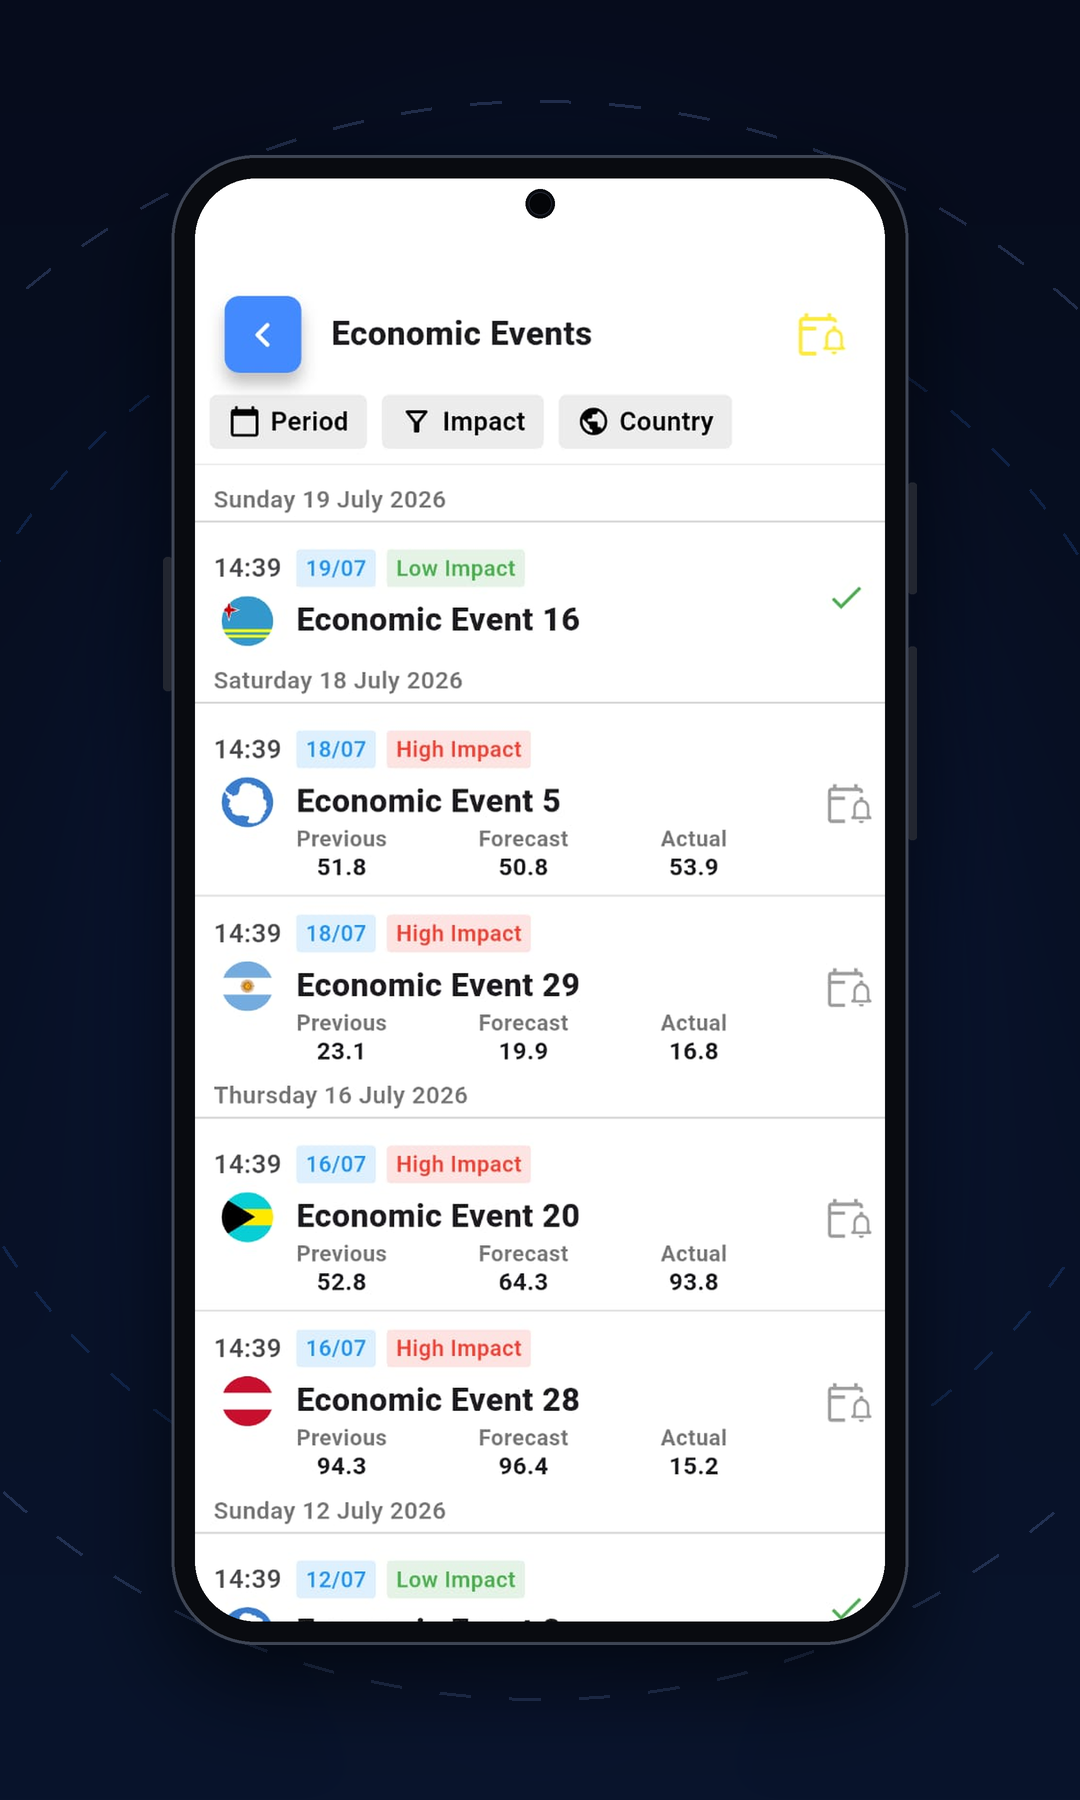 Economic Events
Period Impact Country
Sunday 19 July 2026
14:39 19/07 Low Impact
Economic Event 16
Saturday 18 July 2026
14:39 18/07 High Impact
Economic Event 5
Previous Forecast Actual
51.8 50.8 53.9
14:39 18/07 High Impact
Economic Event 29
Previous Forecast Actual
23.1 19.9 16.8
Thursday 16 July 2026
14:39 16/07 High Impact
Economic Event 20
Previous Forecast Actual
52.8 64.3 93.8
14:39 16/07 High Impact
Economic Event 28
Previous Forecast Actual
94.3 96.4 15.2
Sunday 12 July 2026
14:39 12/07 Low Impact